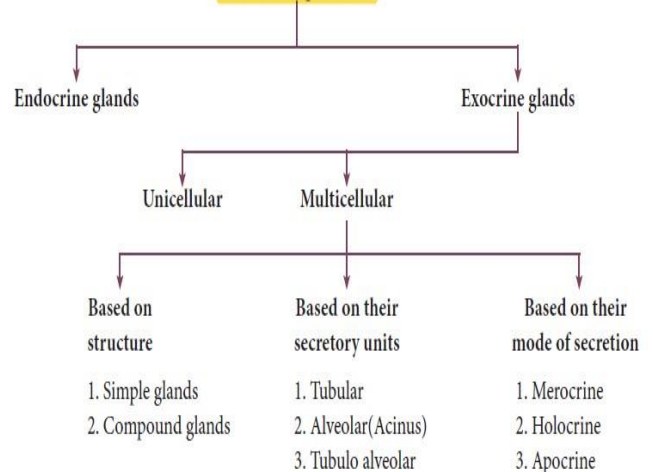 Endocrine glands
Exocrine glands
Unicellular
Multicellular
Based on
structure
1. Simple glands
2. Compound glands
Based on their
secretory units
1. Tubular
2. Alveolar(Acinus)
3. Tubulo alveolar
Based on their
mode of secretion
1. Merocrine
2. Holocrine
3. Apocrine